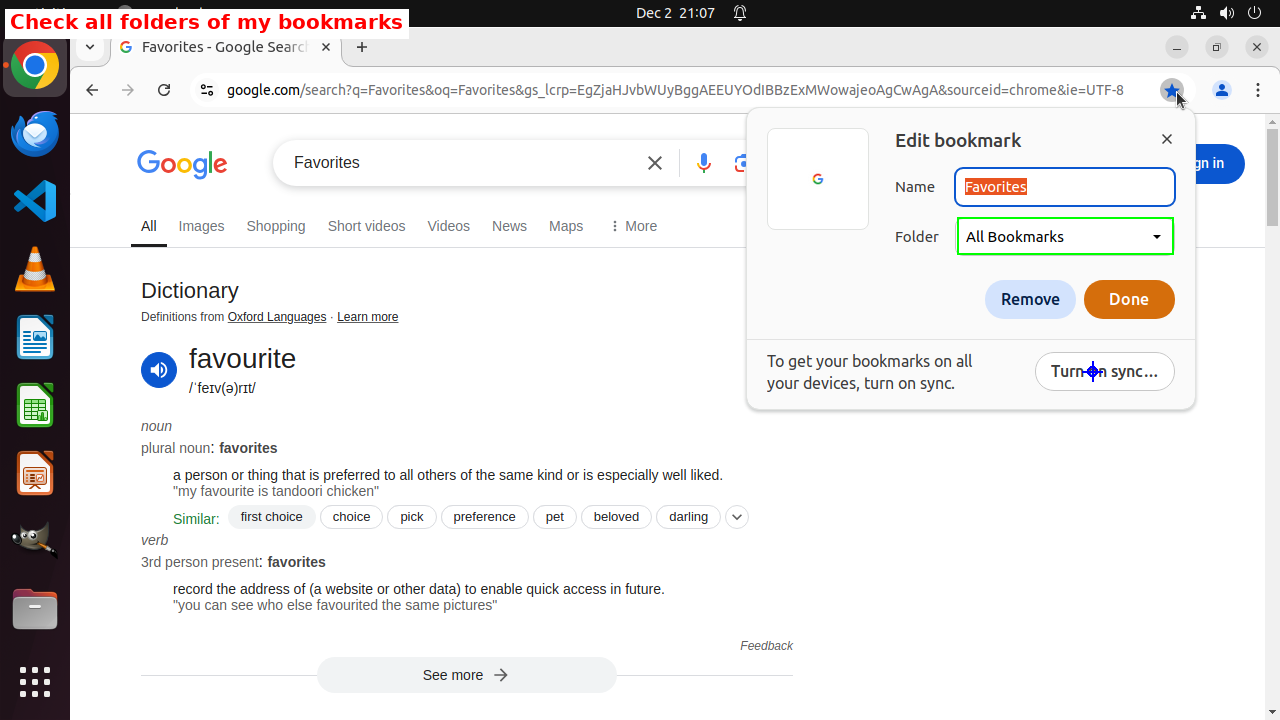 Check all folders of my bookmarks
Dec 2 21:07
Favorites - Google Search
google.com/search?q=Favorites&oq=Favorites&gs_lcrp=EgZjaHJvbWUyBggAEEUYOdIBBzExMWowajeoAgCwAgA&sourceid=chrome&ie=UTF-8
Google
Favorites
gn in
All
Images
Shopping
Short videos
Videos
News
Maps
More
Edit bookmark
Name
Favorites
Folder
All Bookmarks
Remove
Done
To get your bookmarks on all
your devices, turn on sync.
Turn on sync...
Dictionary
Definitions from Oxford Languages · Learn more
favourite
/ˈfeɪv(ə)rɪt/
noun
plural noun: favorites
a person or thing that is preferred to all others of the same kind or is especially well liked.
"my favourite is tandoori chicken"
Similar:
first choice
choice
pick
preference
pet
beloved
darling
verb
3rd person present: favorites
record the address of (a website or other data) to enable quick access in future.
"you can see who else favourited the same pictures"
Feedback
See more